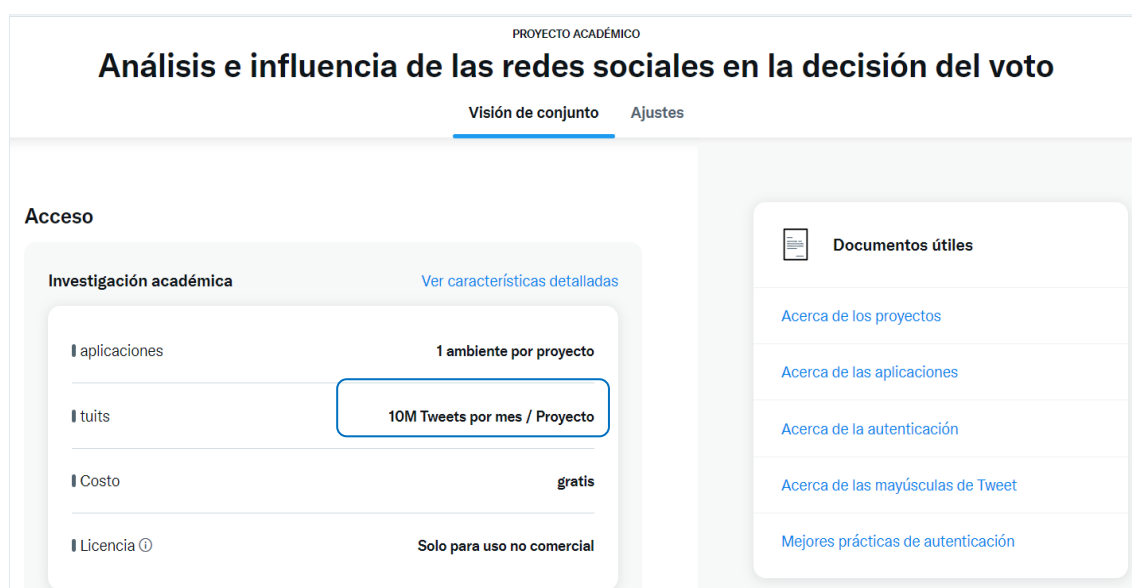 PROYECTO ACADÉMICO
Análisis e influencia de las redes sociales en la decisión del voto
Visión de conjunto Ajustes
Acceso
Investigación académica Ver características detalladas
aplicaciones 1 ambiente por proyecto
tuits 10M Tweets por mes / Proyecto
Costo gratis
Licencia Solo para uso no comercial
Documentos útiles
Acerca de los proyectos
Acerca de las aplicaciones
Acerca de la autenticación
Acerca de las mayúsculas de Tweet
Mejores prácticas de autenticación